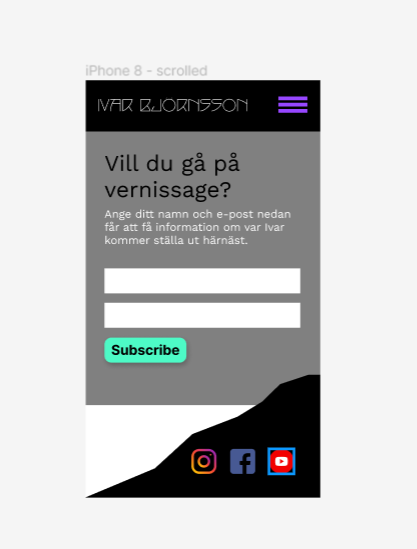 iPhone 8 - scrolled
IVAR BJORNSSON
Vill du gå på
vernissage?
Ange ditt namn och e-post nedan
får att få information om var Ivar
kommer ställa ut härnäst.
Subscribe